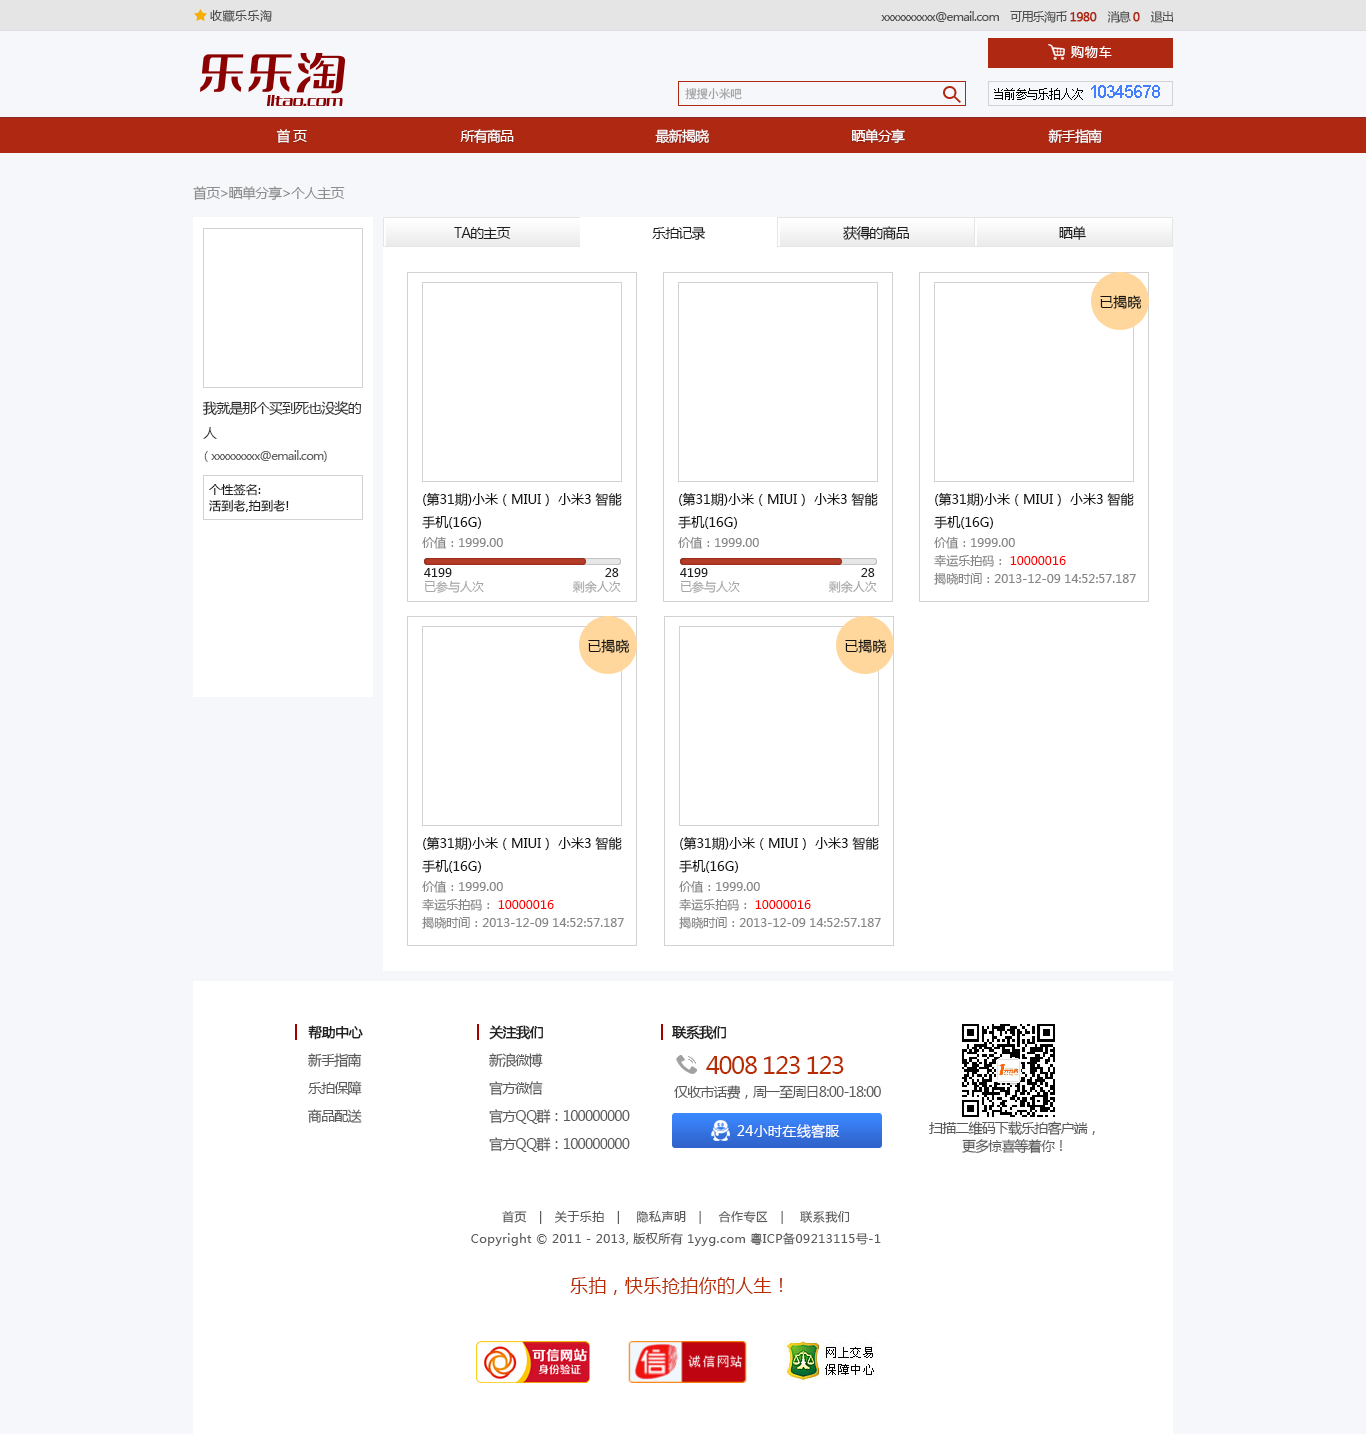 收藏乐乐淘
xxxxxxxxxx@email.com 可用乐淘币 1980 消息 0 退出
乐乐淘
lltao.com
购物车
搜搜小米吧
当前参与乐拍人次 10345678
首 页 所有商品 最新揭晓 晒单分享 新手指南
首页>晒单分享>个人主页
TA的主页 乐拍记录 获得的商品 晒单
我就是那个买到死也没奖的
人
( xxxxxxxxx@email.com)
个性签名:
活到老,拍到老!
(第31期)小米（MIUI） 小米3 智能
手机(16G)
价值：1999.00
4199 28
已参与人次 剩余人次
(第31期)小米（MIUI） 小米3 智能
手机(16G)
价值：1999.00
4199 28
已参与人次 剩余人次
已揭晓
(第31期)小米（MIUI） 小米3 智能
手机(16G)
价值：1999.00
幸运乐拍码： 10000016
揭晓时间：2013-12-09 14:52:57.187
已揭晓
(第31期)小米（MIUI） 小米3 智能
手机(16G)
价值：1999.00
幸运乐拍码： 10000016
揭晓时间：2013-12-09 14:52:57.187
已揭晓
(第31期)小米（MIUI） 小米3 智能
手机(16G)
价值：1999.00
幸运乐拍码： 10000016
揭晓时间：2013-12-09 14:52:57.187
帮助中心
新手指南
乐拍保障
商品配送
关注我们
新浪微博
官方微信
官方QQ群：100000000
官方QQ群：100000000
联系我们
4008 123 123
仅收市话费，周一至周日8:00-18:00
24小时在线客服
扫描二维码下载乐拍客户端，
更多惊喜等着你！
首页 | 关于乐拍 | 隐私声明 | 合作专区 | 联系我们
Copyright © 2011 - 2013, 版权所有 1yyg.com 粤ICP备09213115号-1
乐拍，快乐抢拍你的人生！
可信网站
身份验证
信
诚信网站
网上交易
保障中心